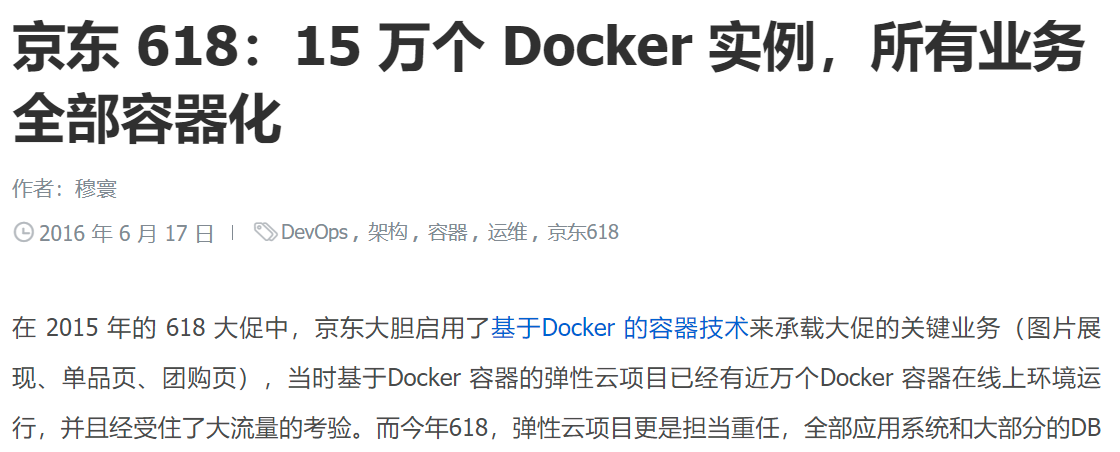 京东 618：15 万个 Docker 实例，所有业务
全部容器化
作者：穆寰
2016 年 6 月 17 日 | DevOps，架构，容器，运维，京东618
在 2015 年的 618 大促中，京东大胆启用了基于Docker 的容器技术来承载大促的关键业务（图片展
现、单品页、团购页），当时基于Docker 容器的弹性云项目已经有近万个Docker 容器在线上环境运
行，并且经受住了大流量的考验。而今年618，弹性云项目更是担当重任，全部应用系统和大部分的DB